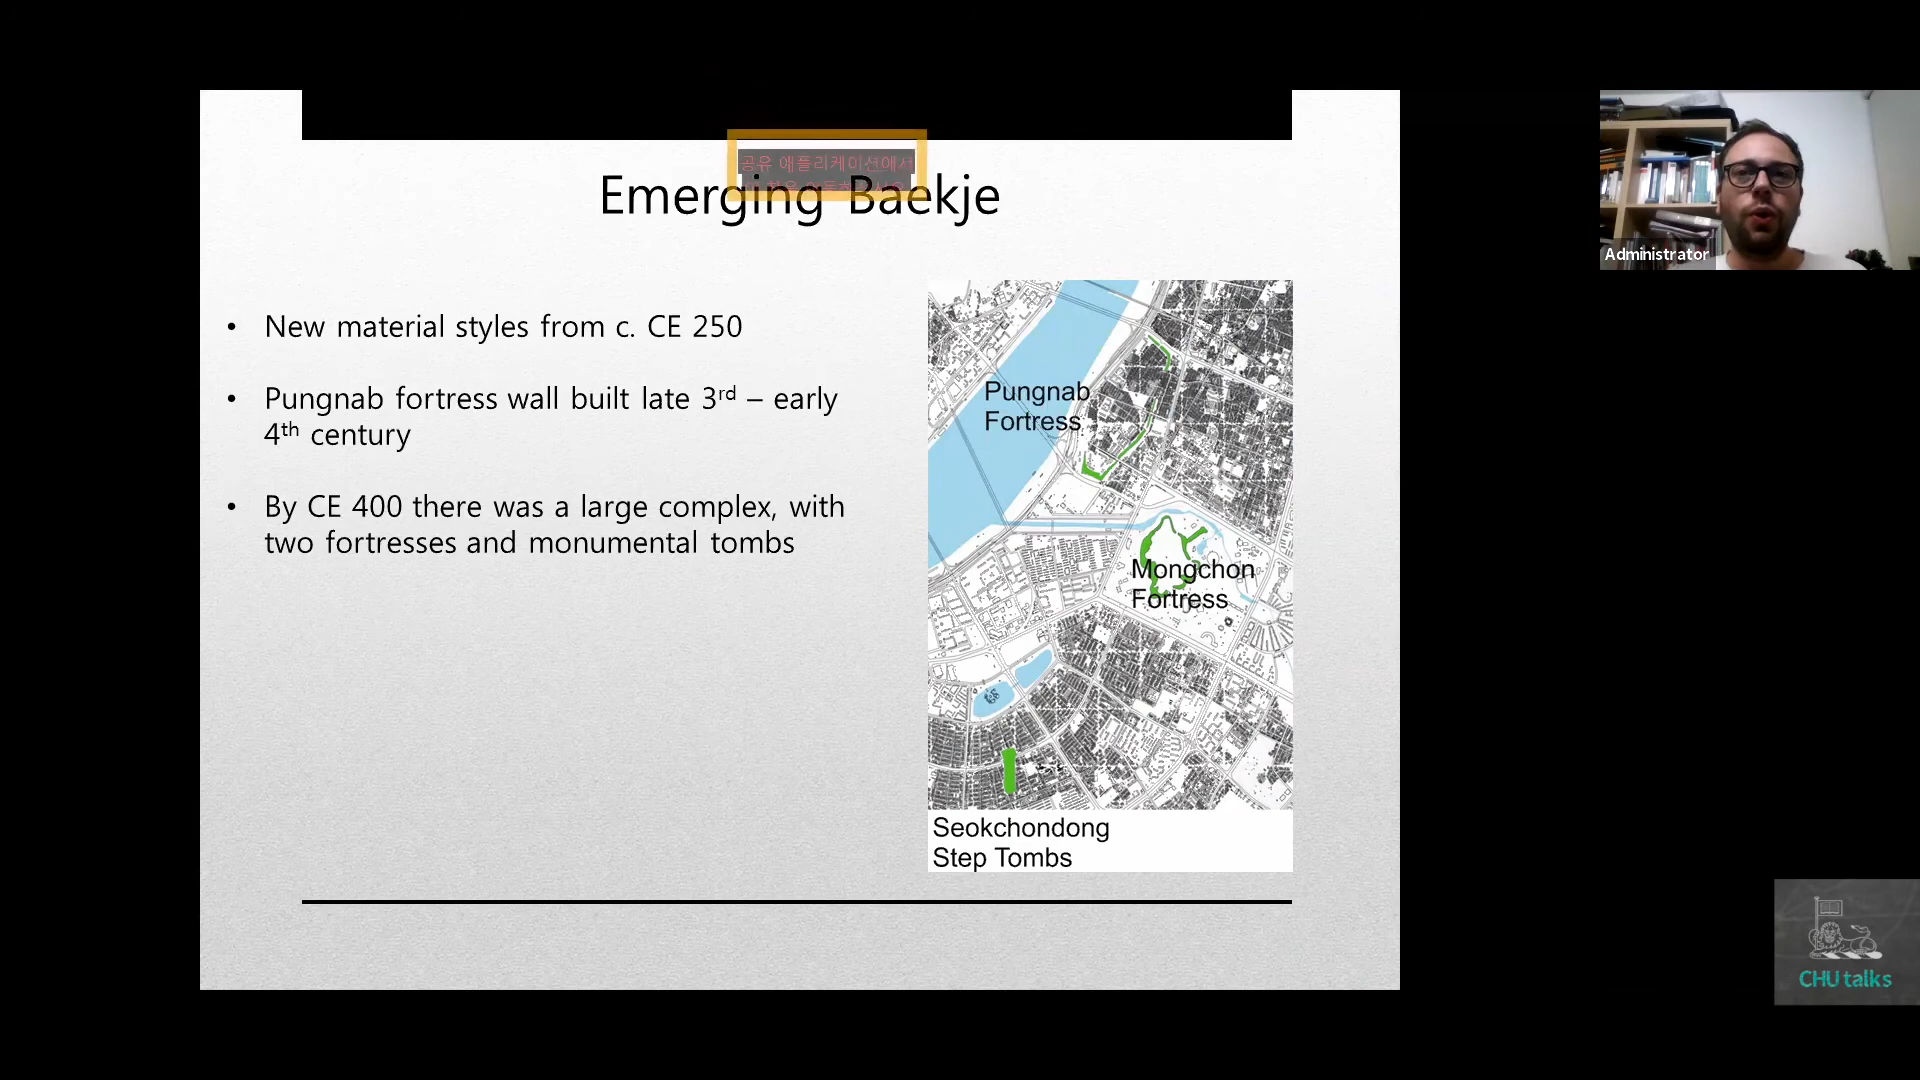 공유 애플리케이션에서
Emerging Baekje
• New material styles from c. CE 250
• Pungnab fortress wall built late 3rd – early
4th century
• By CE 400 there was a large complex, with
two fortresses and monumental tombs
Pungnab
Fortress
Mongchon
Fortress
Seokchondong
Step Tombs
Administrator
CHU talks